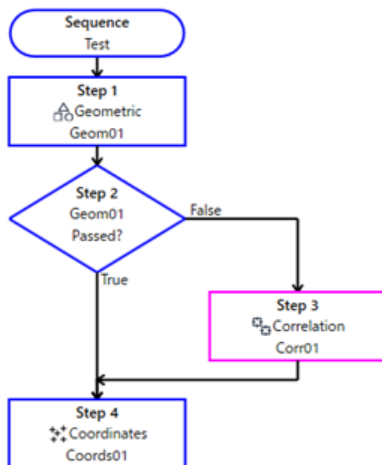 Sequence
Test
Step 1
Geometric
Geom01
Step 2
Geom01
Passed?
False
True
Step 3
Correlation
Corr01
Step 4
Coordinates
Coords01